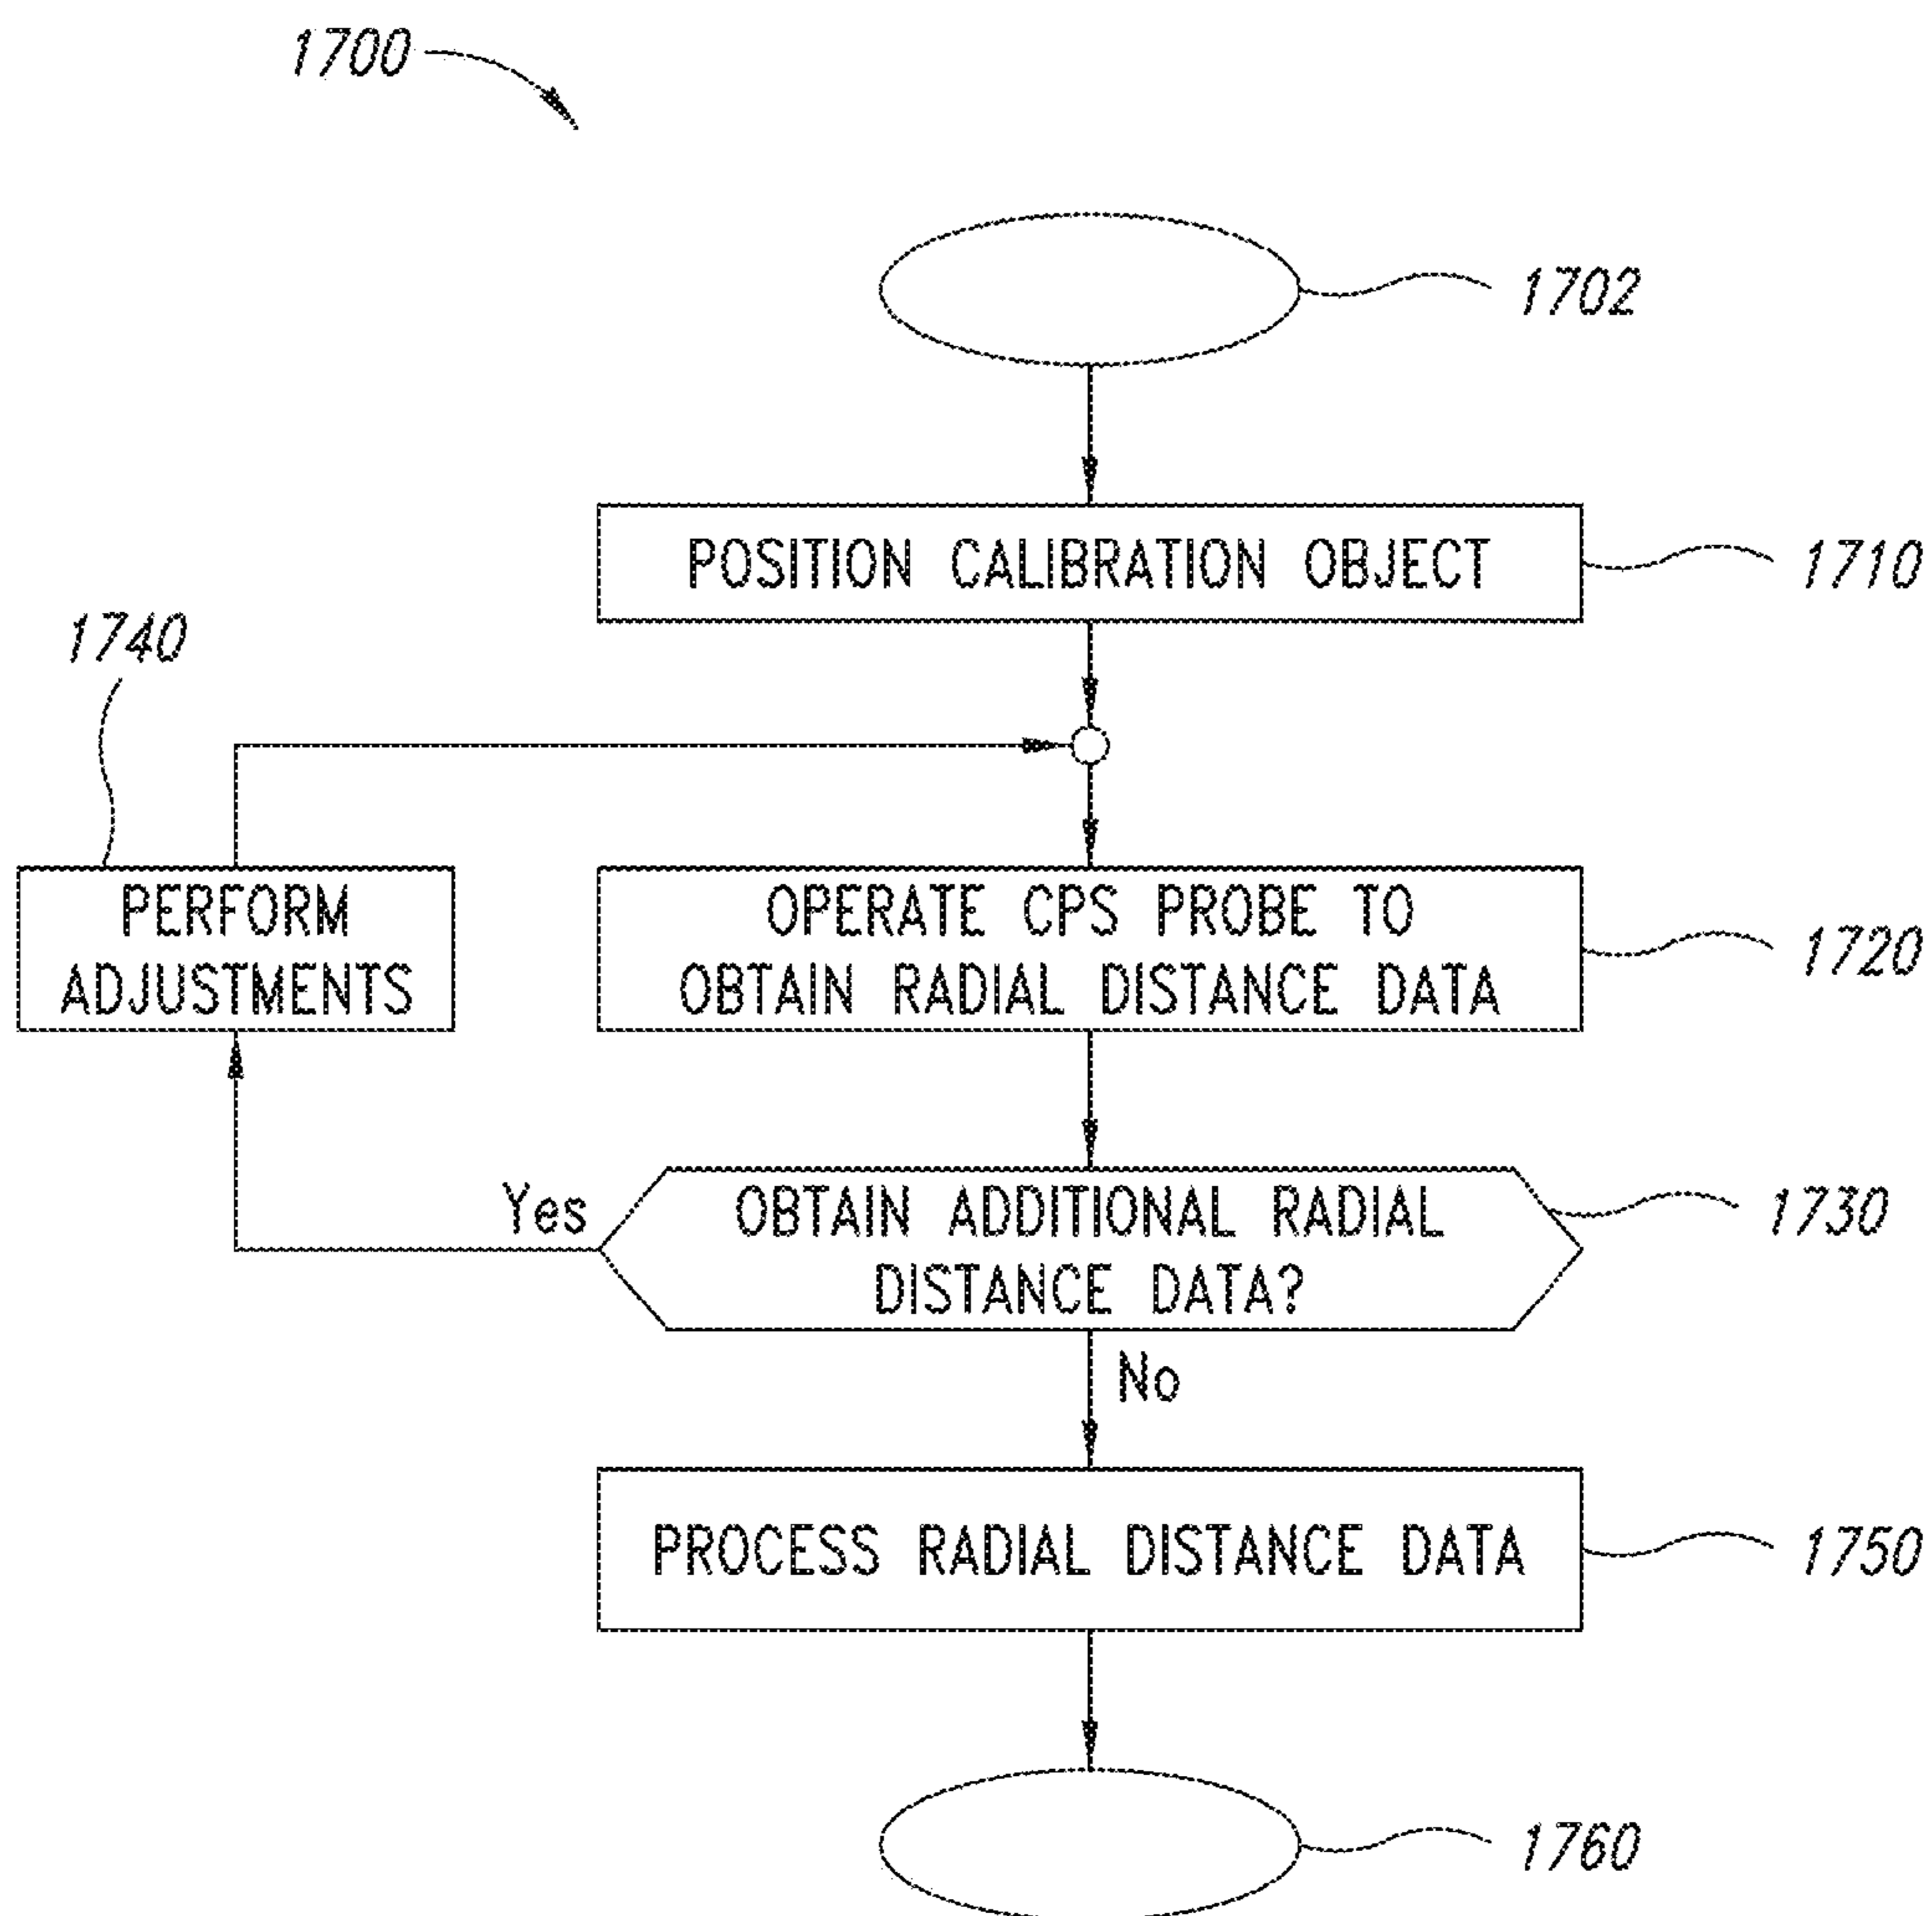 1700
1702
POSITION CALIBRATION OBJECT
1710
1740
PERFORM
ADJUSTMENTS
OPERATE CPS PROBE TO
OBTAIN RADIAL DISTANCE DATA
1720
Yes
OBTAIN ADDITIONAL RADIAL
DISTANCE DATA?
1730
No
PROCESS RADIAL DISTANCE DATA
1750
1760